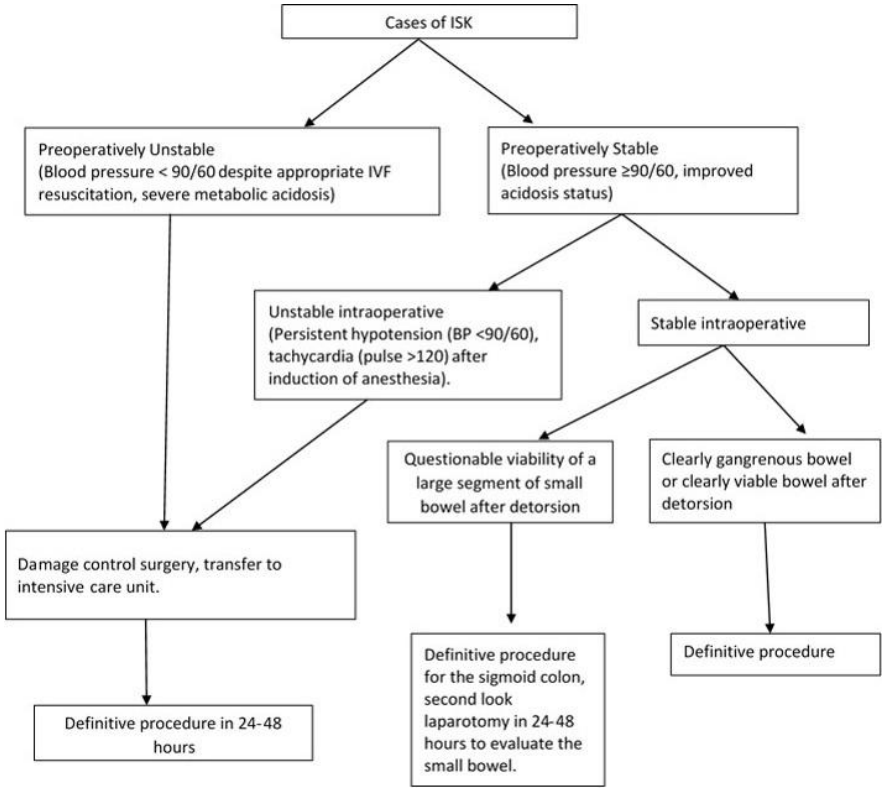 Cases of ISK
Preoperatively Unstable
(Blood pressure < 90/60 despite appropriate IVF
resuscitation, severe metabolic acidosis)
Preoperatively Stable
(Blood pressure ≥90/60, improved
acidosis status)
Unstable intraoperative
(Persistent hypotension (BP <90/60),
tachycardia (pulse >120) after
induction of anesthesia).
Stable intraoperative
Questionable viability of a
large segment of small
bowel after detorsion
Clearly gangrenous bowel
or clearly viable bowel after
detorsion
Damage control surgery, transfer to
intensive care unit.
Definitive procedure
for the sigmoid colon,
second look
laparotomy in 24-48
hours to evaluate the
small bowel.
Definitive procedure
Definitive procedure in 24-48
hours